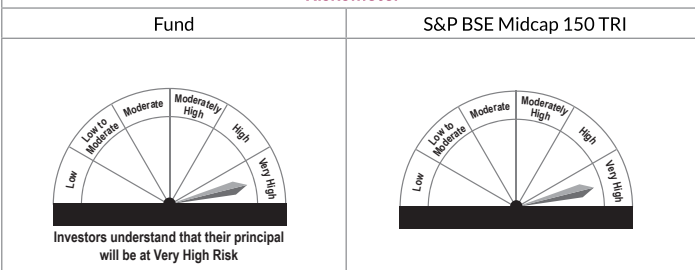 Fund
S&P BSE Midcap 150 TRI
Low
Low to
Moderate
Moderate
Moderately
High
High
Very High
Low
Low to
Moderate
Moderate
Moderately
High
High
Very High
Investors understand that their principal
will be at Very High Risk